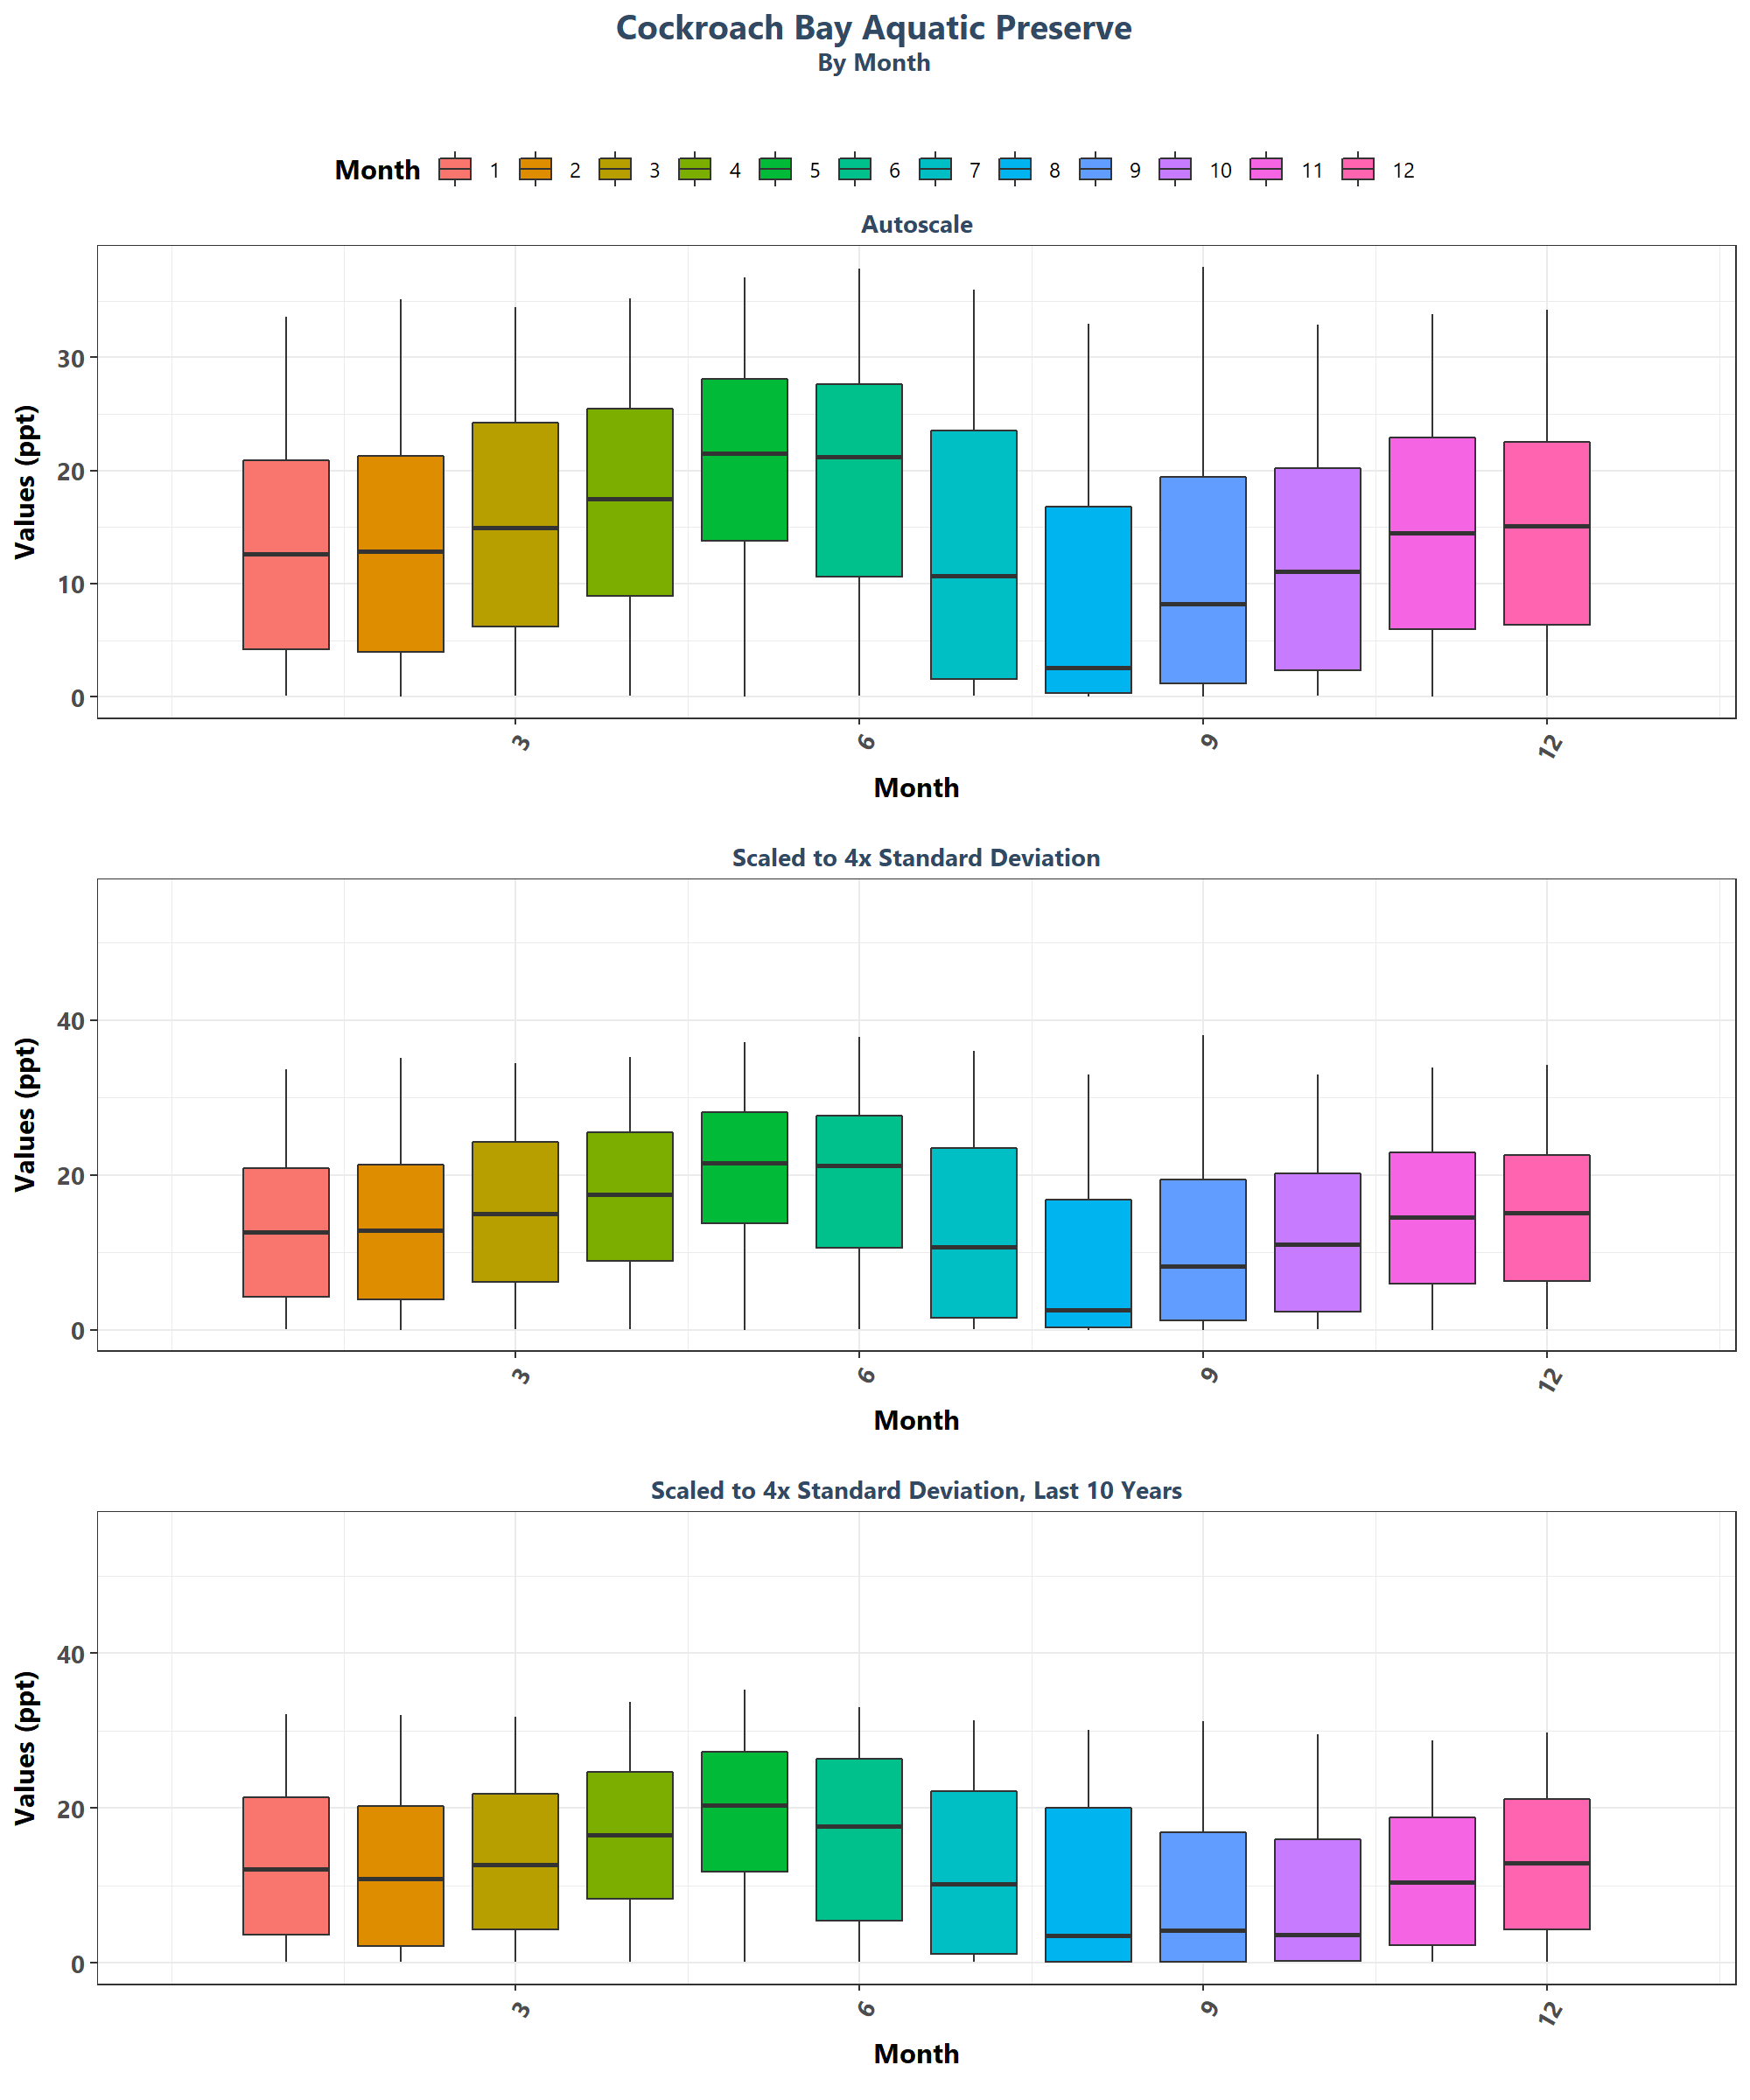 Cockroach Bay Aquatic Preserve
By Month
Month 1 2 3 4 5 6 7 8 9 10 11 12
Autoscale
Values (ppt)
30
20
10
0
3 6 9 12
Month
Scaled to 4x Standard Deviation
Values (ppt)
40
20
0
3 6 9 12
Month
Scaled to 4x Standard Deviation, Last 10 Years
Values (ppt)
40
20
0
3 6 9 12
Month